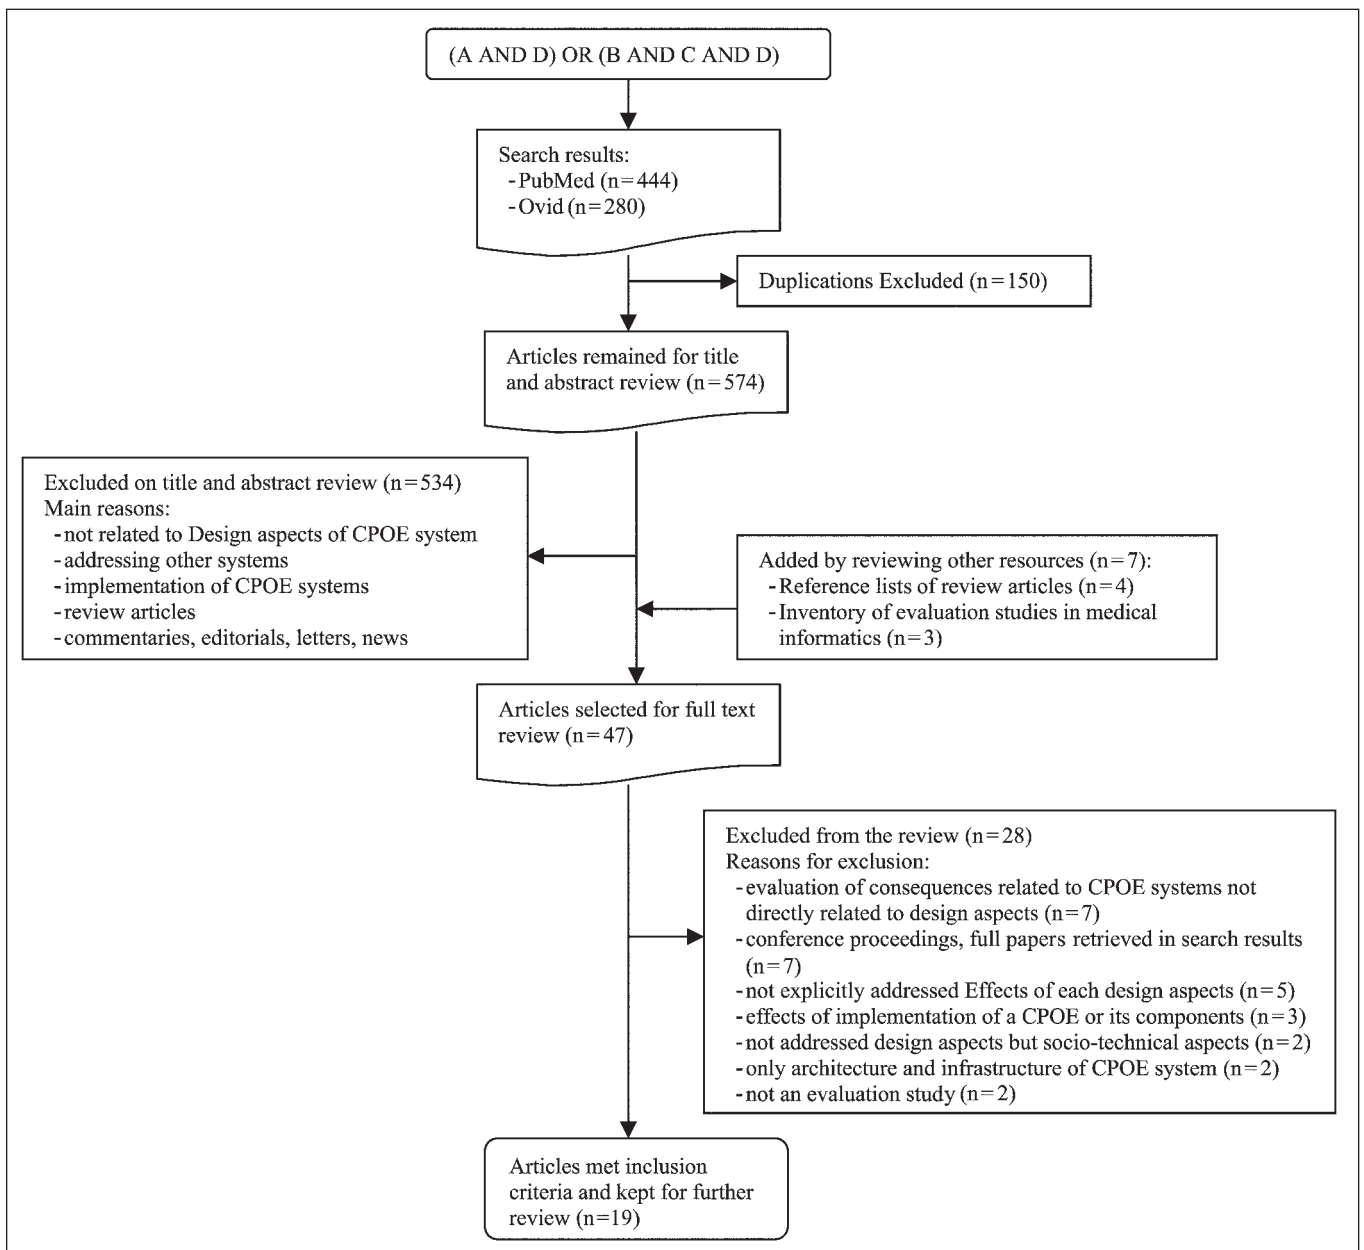 (A AND D) OR (B AND C AND D)
Search results:
-PubMed (n=444)
-Ovid (n=280)
Duplications Excluded (n=150)
Articles remained for title
and abstract review (n=574)
Excluded on title and abstract review (n=534)
Main reasons:
-not related to Design aspects of CPOE system
-addressing other systems
-implementation of CPOE systems
-review articles
-commentaries, editorials, letters, news
Added by reviewing other resources (n=7):
-Reference lists of review articles (n=4)
-Inventory of evaluation studies in medical
informatics (n=3)
Articles selected for full text
review (n=47)
Excluded from the review (n=28)
Reasons for exclusion:
-evaluation of consequences related to CPOE systems not
directly related to design aspects (n=7)
-conference proceedings, full papers retrieved in search results
(n=7)
-not explicitly addressed Effects of each design aspects (n=5)
-effects of implementation of a CPOE or its components (n=3)
-not addressed design aspects but socio-technical aspects (n=2)
-only architecture and infrastructure of CPOE system (n=2)
-not an evaluation study (n=2)
Articles met inclusion
criteria and kept for further
review (n=19)